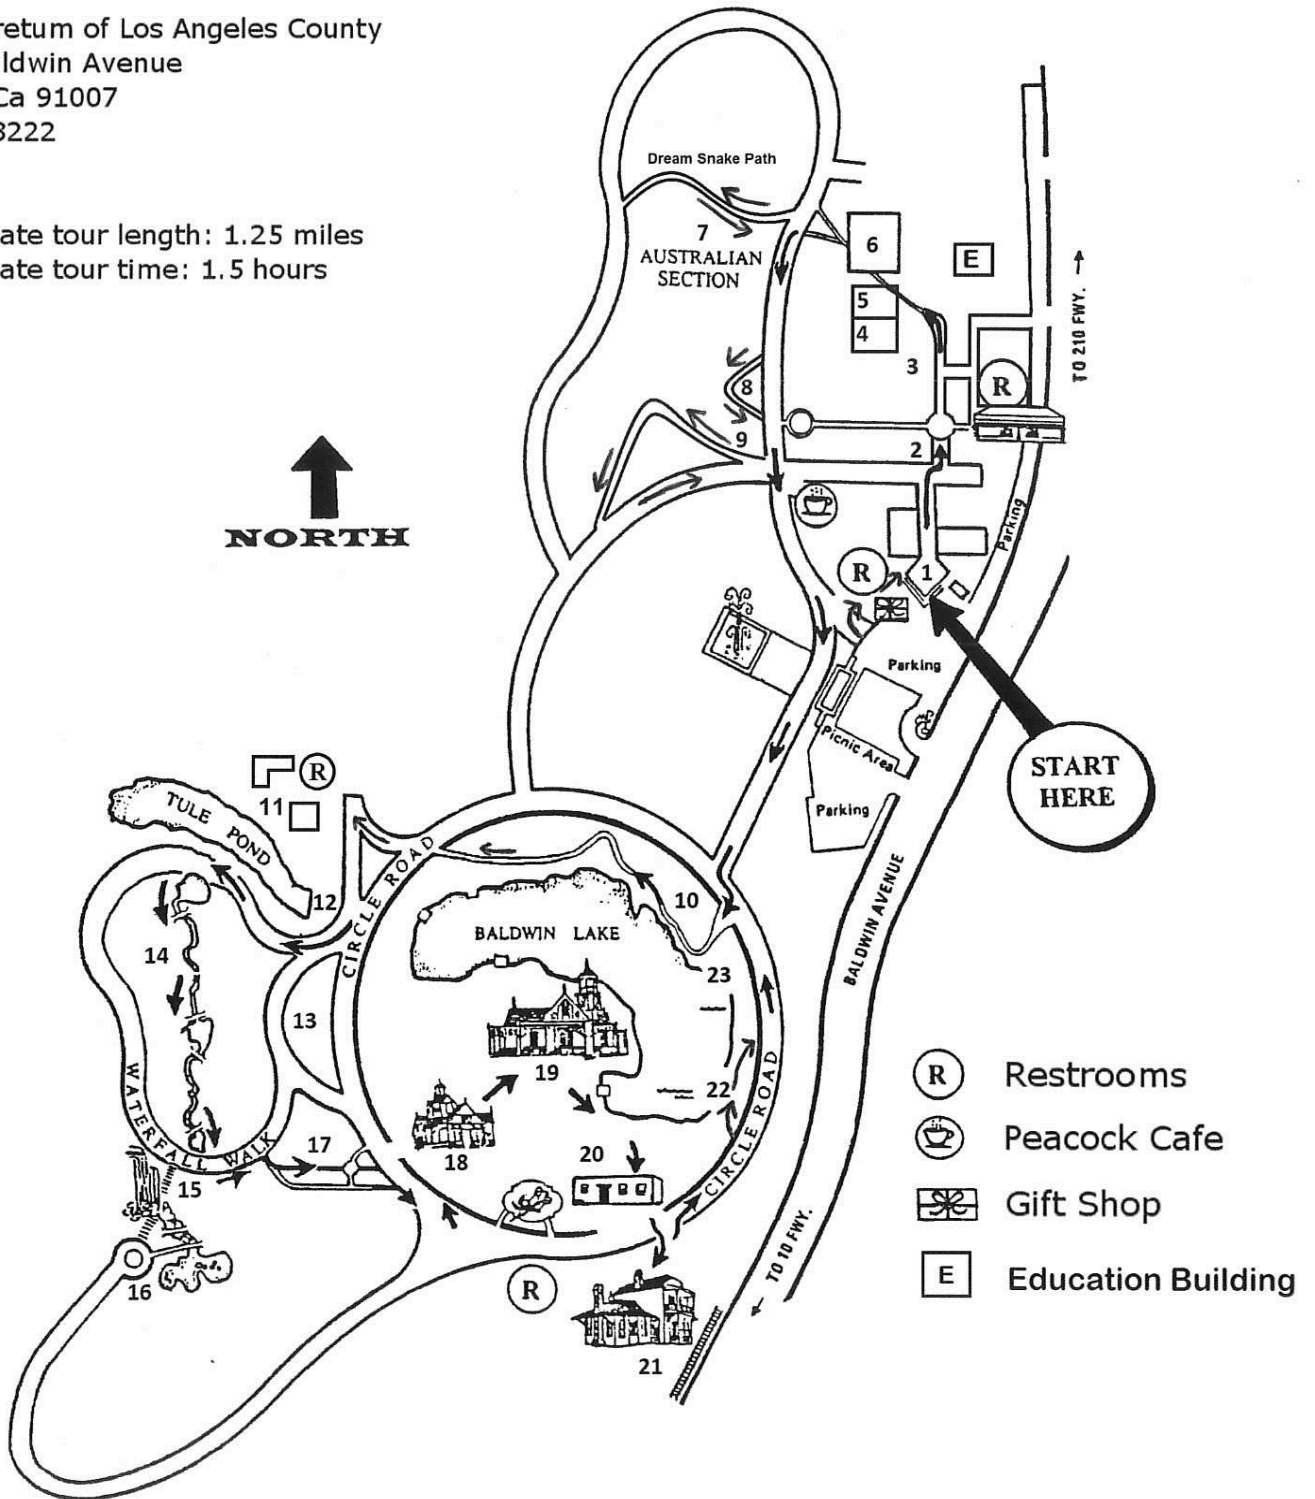 retum of Los Angeles County
ldwin Avenue
Ca 91007
8222
ate tour length: 1.25 miles
ate tour time: 1.5 hours
Dream Snake Path
7
AUSTRALIAN
SECTION
6
E
5
4
3
R
TO 210 FWY.
8
9
2
NORTH
Parking
R
1
Parking
Picnic Area
Parking
START
HERE
R
11
TULE POND
12
CIRCLE ROAD
10
BALDWIN LAKE
BALDWIN AVENUE
14
23
13
19
22
WATERFALL WALK
17
18
20
CIRCLE ROAD
15
16
R
21
TO 10 FWY.
R Restrooms
Peacock Cafe
Gift Shop
E Education Building